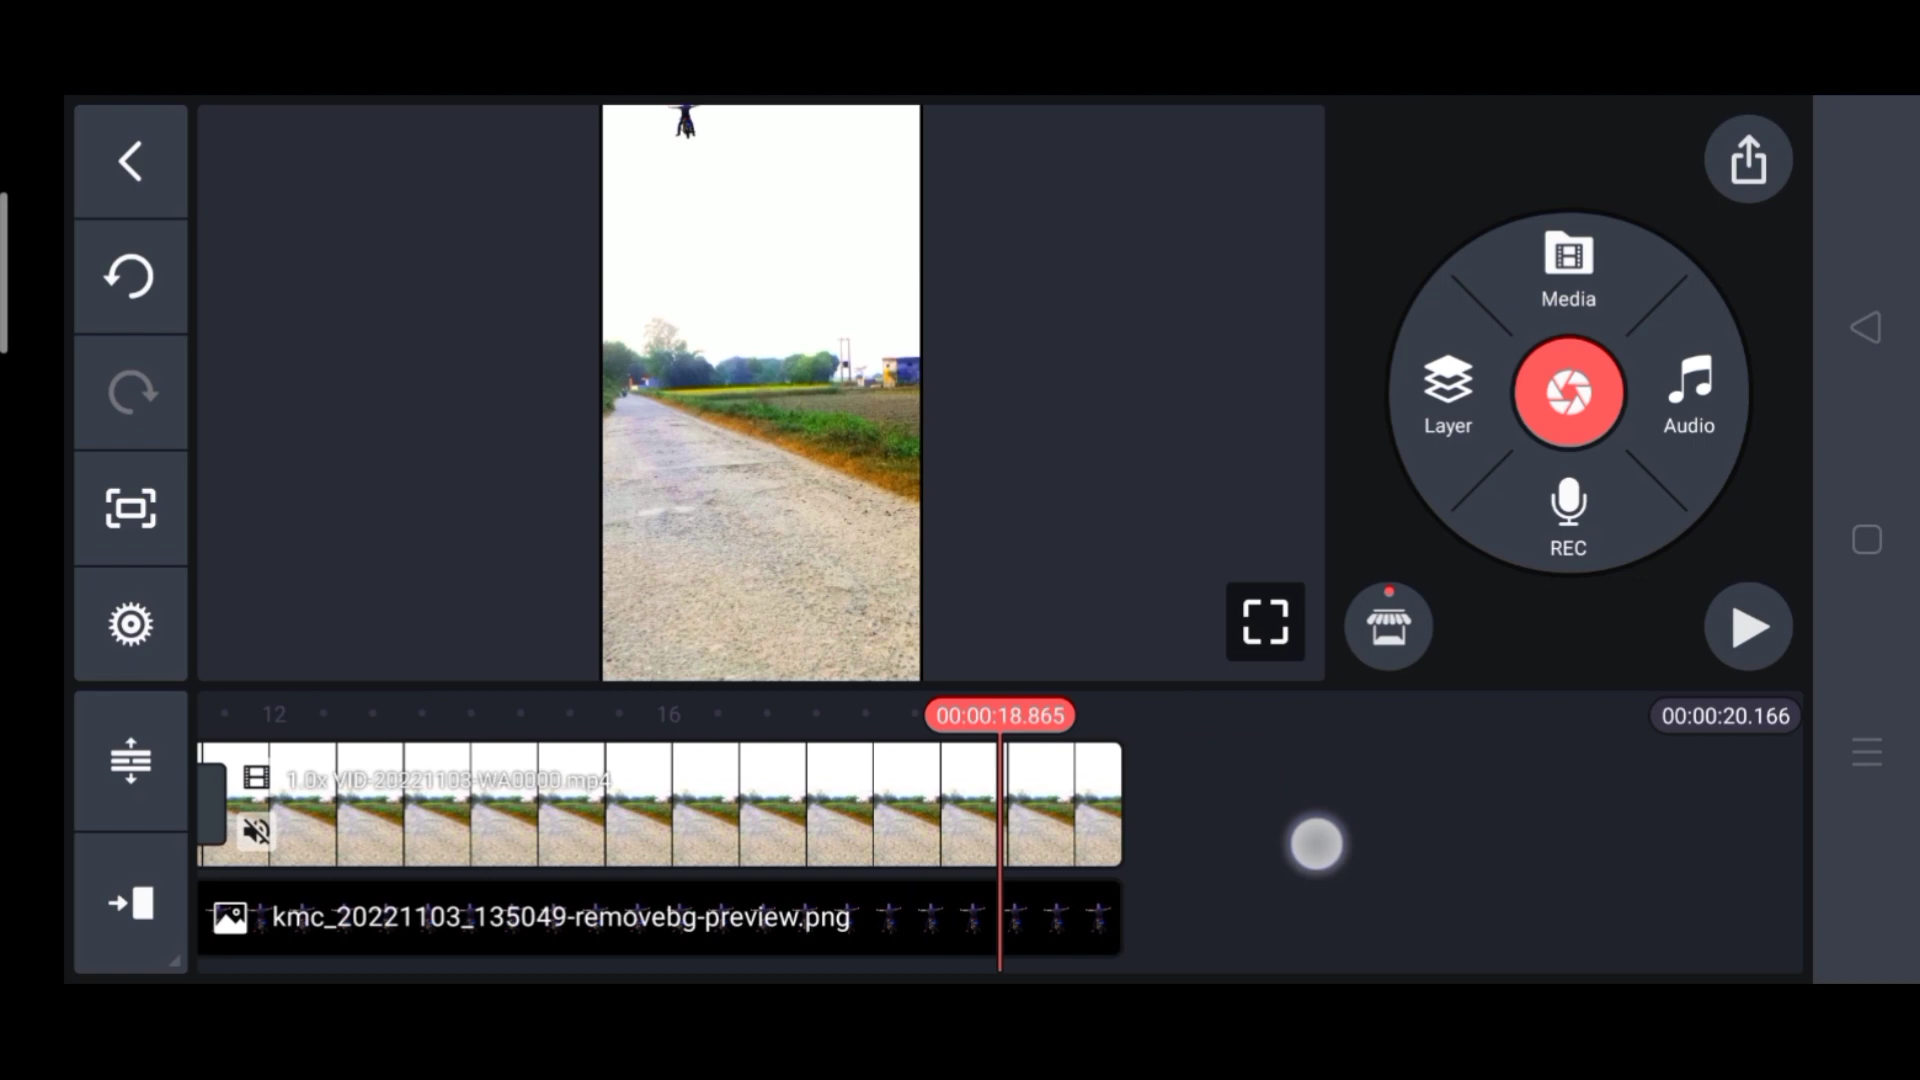 Media
Layer
Audio
REC
12
16
00:00:18.865
00:00:20.166
1.0x VID-20221103-WA0000.mp4
kmc_20221103_135049-removebg-preview.png